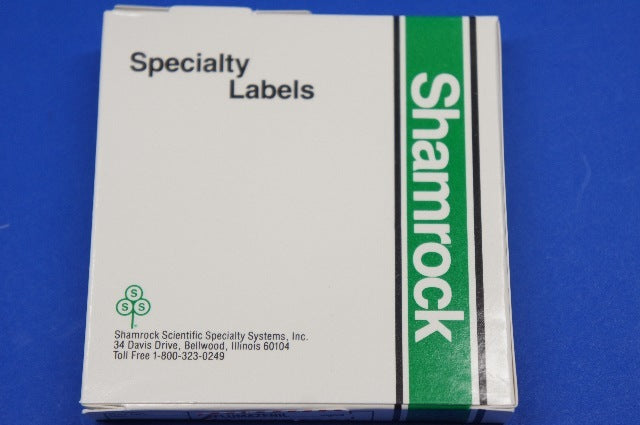 Specialty
Labels
Shamrock
S
S S
Shamrock Scientific Specialty Systems, Inc.
34 Davis Drive, Bellwood, Illinois 60104
Toll Free 1-800-323-0249